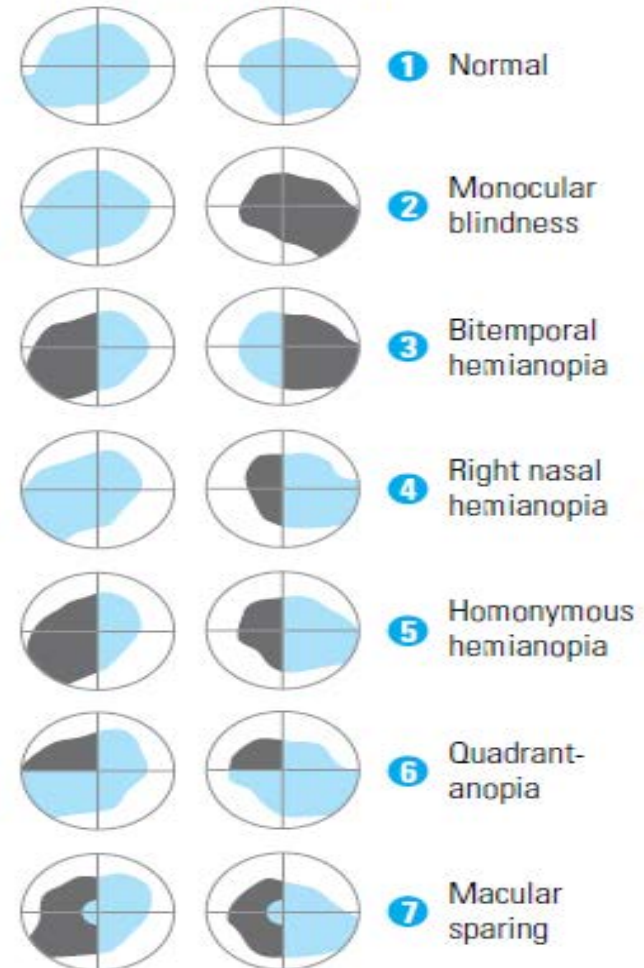 1 Normal
2 Monocular
blindness
3 Bitemporal
hemianopia
4 Right nasal
hemianopia
5 Homonymous
hemianopia
6 Quadrant-
anopia
7 Macular
sparing